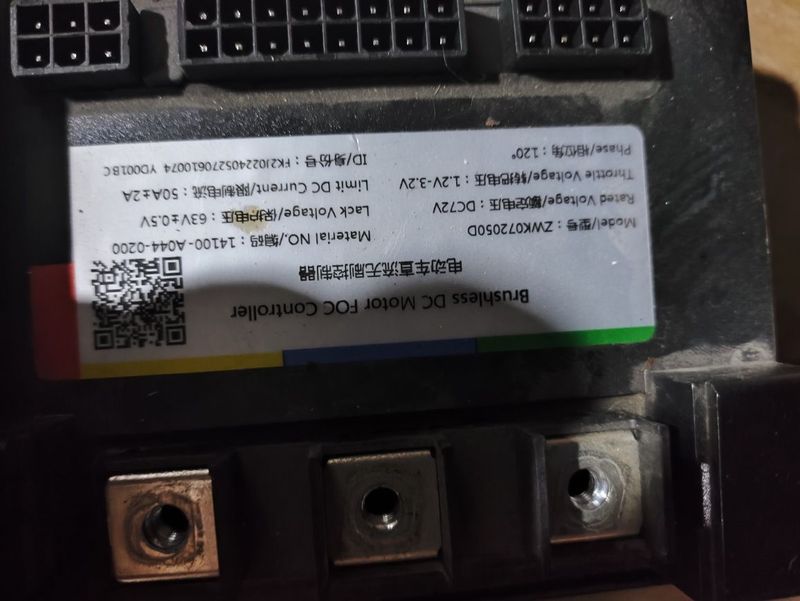 Brushless DC Motor FOC Controller
电动车直流无刷控制器
Model/型号：ZWK072050D
Material NO./编码：14100-A044-0200
Rated Voltage/额定电压：DC72V
Lack Voltage/保护电压：63V±0.5V
Throttle Voltage/转把电压：1.2V-3.2V
Limit DC Current/限制电流：50A±2A
Phase/相位角：120°
ID/身份号：FK2J02240527061007４ YD001BC